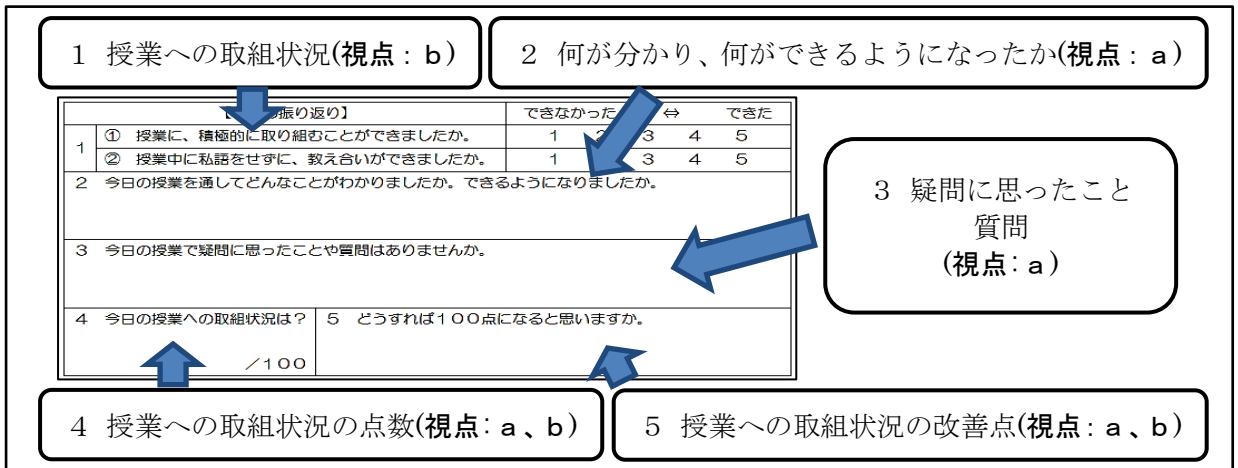 1 授業への取組状況(視点:b)
2 何が分かり、何ができるようになったか(視点:a)
振り返り】
できなかった ⇔ できた
1
① 授業に、積極的に取り組むことができましたか。 1 2 3 4 5
② 授業中に私語をせずに、教え合いができましたか。 1 3 4 5
2 今日の授業を通してどんなことがわかりましたか。できるようになりましたか。
3 今日の授業で疑問に思ったことや質問はありませんか。
4 今日の授業への取組状況は?
/100
5 どうすれば100点になると思いますか。
3 疑問に思ったこと
質問
(視点:a)
4 授業への取組状況の点数(視点:a、b)
5 授業への取組状況の改善点(視点:a、b)